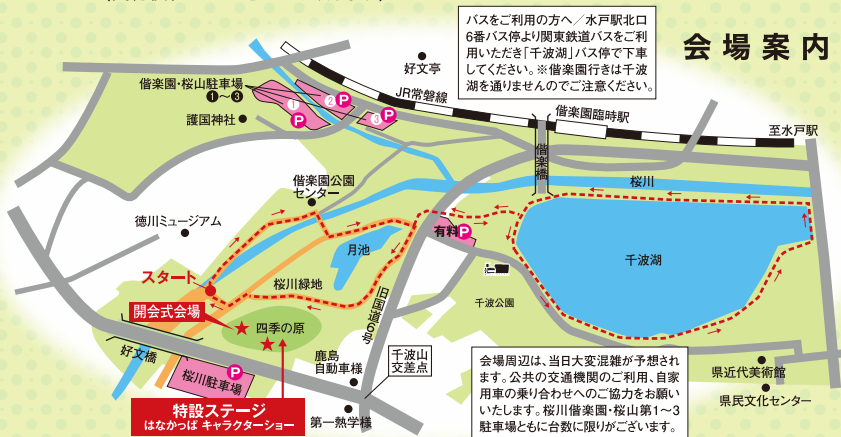 会場案内
バスをご利用の方へ／水戸駅北口
6番バス停より関東鉄道バスをご利
用いただき「千波湖」バス停で下車
してください。※偕楽園行きは千波
湖を通りませんのでご注意ください。
好文亭
JR常磐線
偕楽園臨時駅
至水戸駅
偕楽園・桜山駐車場
❶〜❸
護国神社
① P
② P
③ P
偕楽橋
桜川
偕楽園公園
センター
徳川ミュージアム
月池
有料 P
千波湖
スタート
桜川緑地
旧国道6号
千波公園
開会式会場
四季の原
好文橋
P
桜川駐車場
鹿島
自動車様
千波山
交差点
特設ステージ
はなかっぱ キャラクターショー
第一熱学様
会場周辺は、当日大変混雑が予想され
ます。公共の交通機関のご利用、自家
用車の乗り合わせへのご協力をお願い
いたします。桜川偕楽園・桜山第1〜3
駐車場ともに台数に限りがございます。
県近代美術館
県民文化センター